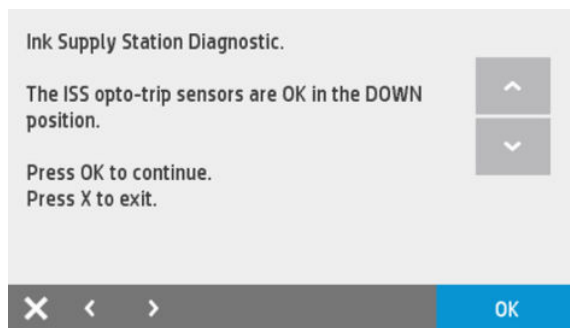 Ink Supply Station Diagnostic.
The ISS opto-trip sensors are OK in the DOWN
position.
Press OK to continue.
Press X to exit.
OK